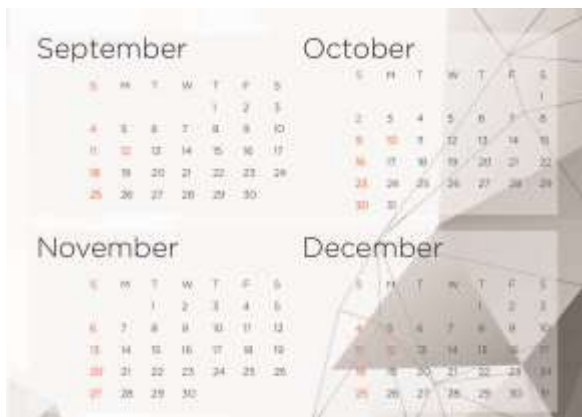 September
S M T W T F S
1 2 3
4 5 6 7 8 9 10
11 12 13 14 15 16 17
18 19 20 21 22 23 24
25 26 27 28 29 30
October
S M T W T F S
1
2 3 4 5 6 7 8
9 10 11 12 13 14 15
16 17 18 19 20 21 22
23 24 25 26 27 28 29
30 31
November
S M T W T F S
1 2 3 4 5
6 7 8 9 10 11 12
13 14 15 16 17 18 19
20 21 22 23 24 25 26
27 28 29 30
December
S M T W T F S
1 2 3
4 5 6 7 8 9 10
11 12 13 14 15 16 17
18 19 20 21 22 23 24
25 26 27 28 29 30 31